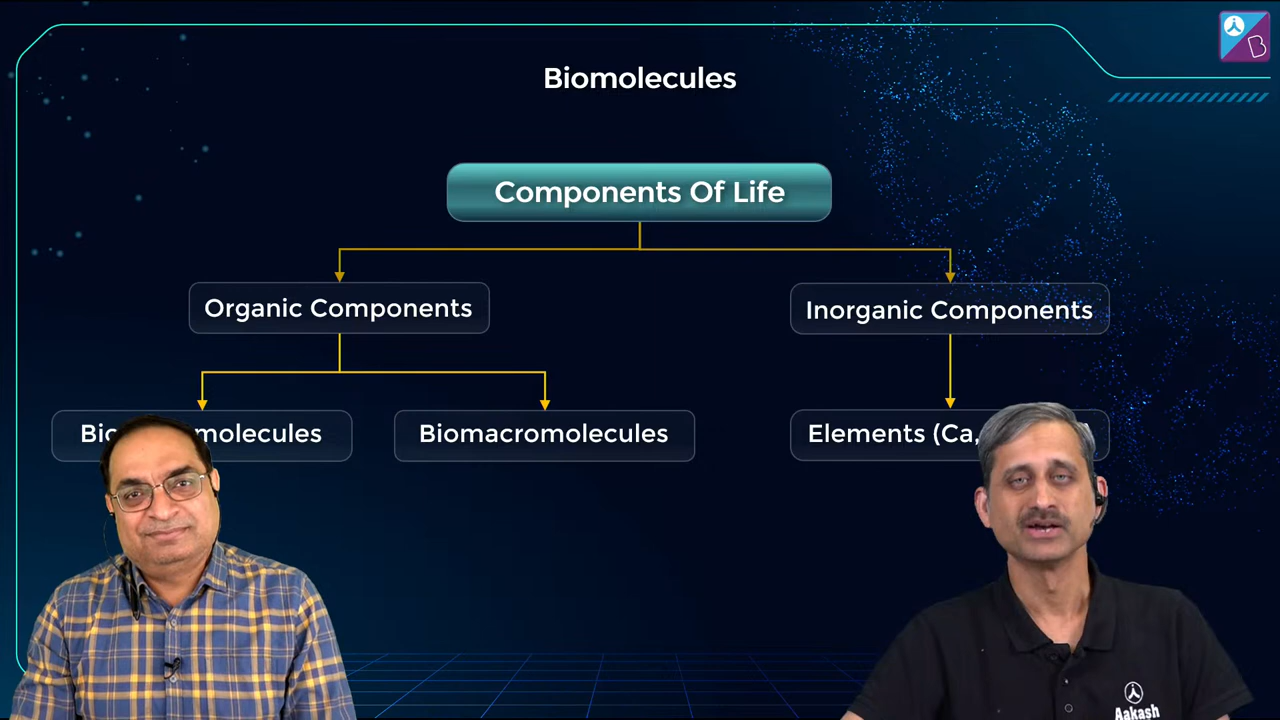 Biomolecules
Components Of Life
Organic Components
Inorganic Components
molecules
Biomacromolecules
Elements (Ca,
Aakash